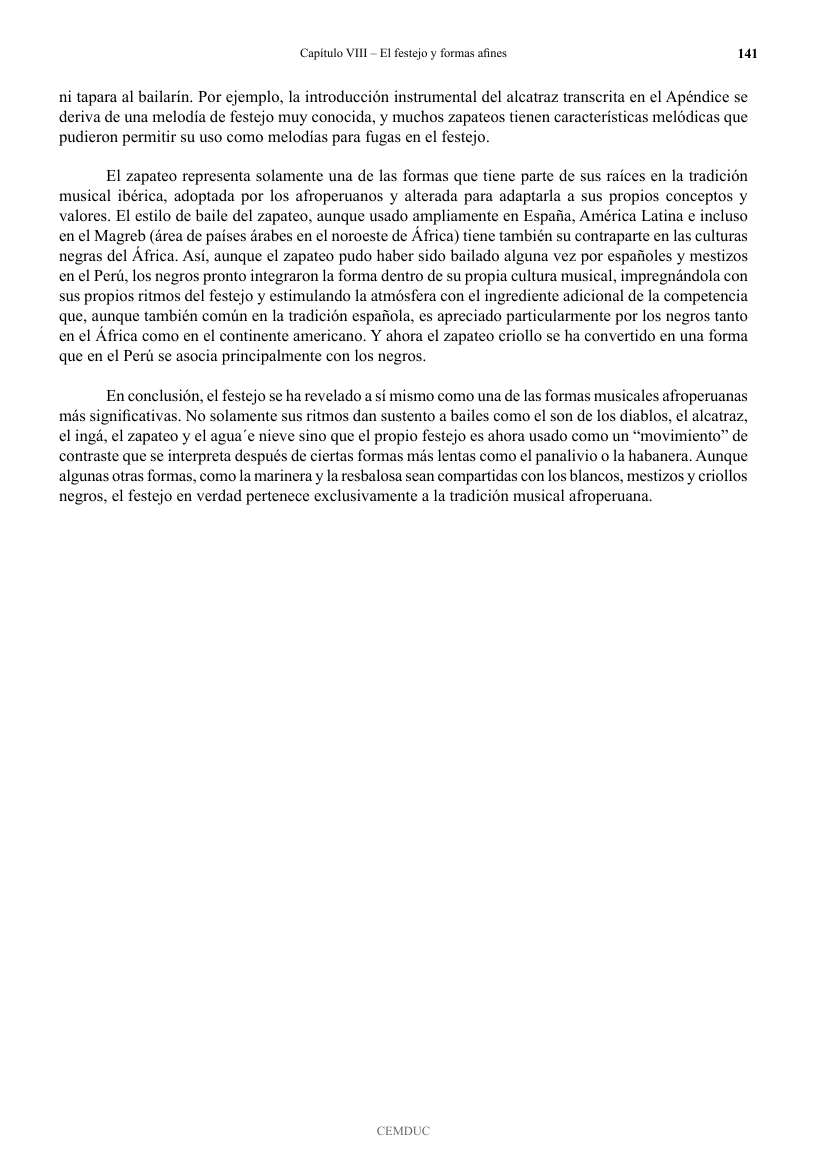 Capítulo VIII – El festejo y formas afines 141
ni tapara al bailarín. Por ejemplo, la introducción instrumental del alcatraz transcrita en el Apéndice se
deriva de una melodía de festejo muy conocida, y muchos zapateos tienen características melódicas que
pudieron permitir su uso como melodías para fugas en el festejo.
El zapateo representa solamente una de las formas que tiene parte de sus raíces en la tradición
musical ibérica, adoptada por los afroperuanos y alterada para adaptarla a sus propios conceptos y
valores. El estilo de baile del zapateo, aunque usado ampliamente en España, América Latina e incluso
en el Magreb (área de países árabes en el noroeste de África) tiene también su contraparte en las culturas
negras del África. Así, aunque el zapateo pudo haber sido bailado alguna vez por españoles y mestizos
en el Perú, los negros pronto integraron la forma dentro de su propia cultura musical, impregnándola con
sus propios ritmos del festejo y estimulando la atmósfera con el ingrediente adicional de la competencia
que, aunque también común en la tradición española, es apreciado particularmente por los negros tanto
en el África como en el continente americano. Y ahora el zapateo criollo se ha convertido en una forma
que en el Perú se asocia principalmente con los negros.
En conclusión, el festejo se ha revelado a sí mismo como una de las formas musicales afroperuanas
más significativas. No solamente sus ritmos dan sustento a bailes como el son de los diablos, el alcatraz,
el ingá, el zapateo y el agua´e nieve sino que el propio festejo es ahora usado como un “movimiento” de
contraste que se interpreta después de ciertas formas más lentas como el panalivio o la habanera. Aunque
algunas otras formas, como la marinera y la resbalosa sean compartidas con los blancos, mestizos y criollos
negros, el festejo en verdad pertenece exclusivamente a la tradición musical afroperuana.
CEMDUC